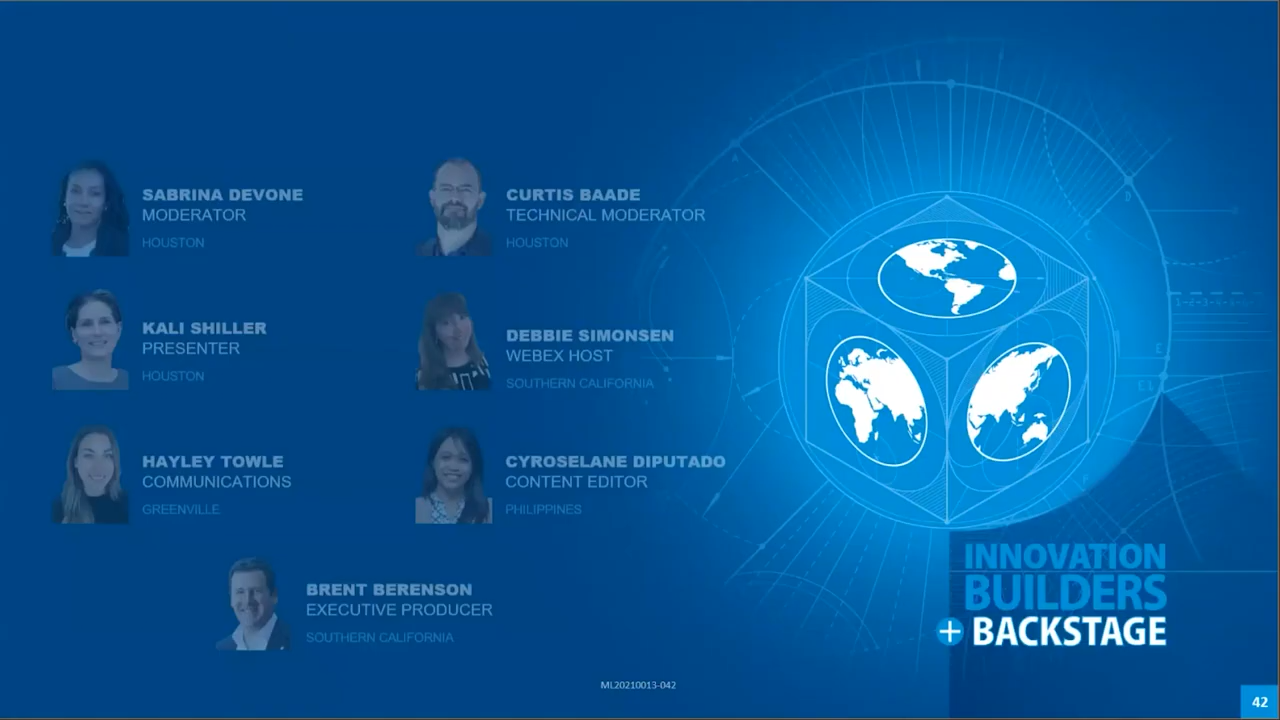 SABRINA DEVONE
MODERATOR
HOUSTON
CURTIS BAADE
TECHNICAL MODERATOR
HOUSTON
KALI SHILLER
PRESENTER
HOUSTON
DEBBIE SIMONSEN
WEBEX HOST
SOUTHERN CALIFORNIA
HAYLEY TOWLE
COMMUNICATIONS
GREENVILLE
CYROSELANE DIPUTADO
CONTENT EDITOR
PHILIPPINES
BRENT BERENSON
EXECUTIVE PRODUCER
SOUTHERN CALIFORNIA
A
D
C
E
E1
F
INNOVATION
BUILDERS
+ BACKSTAGE
ML20210013-042
42